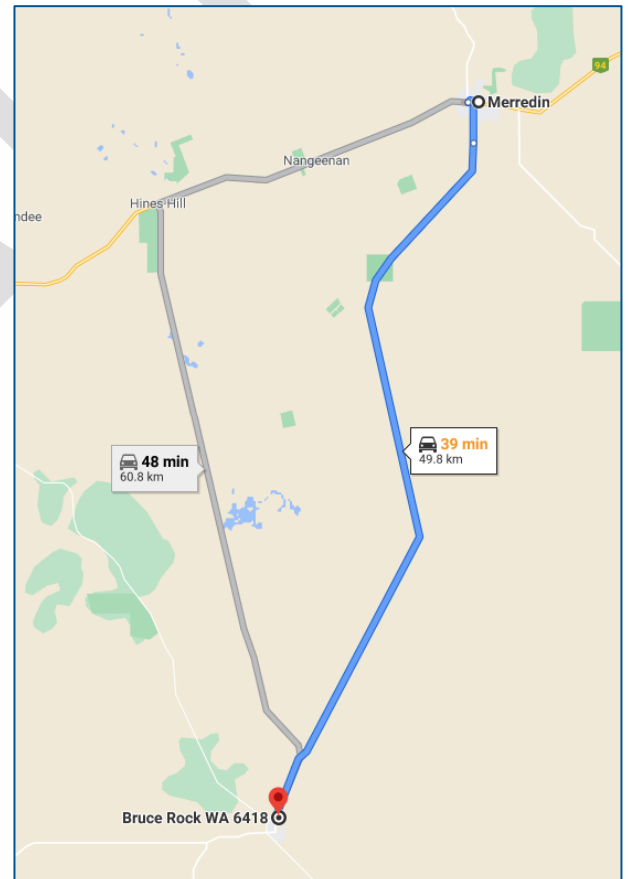 94
Merredin
Nangeenan
Hines Hill
ndee
39 min
49.8 km
48 min
60.8 km
Bruce Rock WA 6418